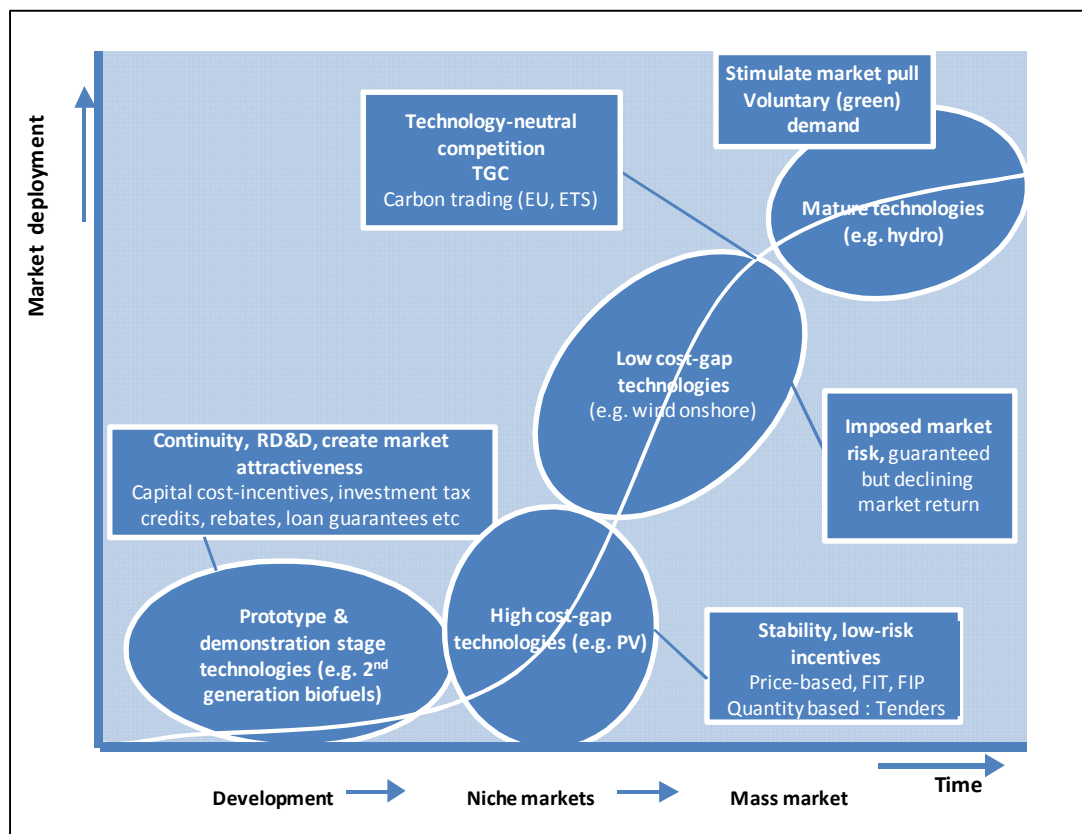 Stimulate market pull
Voluntary (green)
demand
Technology-neutral
competition
TGC
Carbon trading (EU, ETS)
Market deployment
Mature technologies
(e.g. hydro)
Low cost-gap
technologies
(e.g. wind onshore)
Imposed market
risk, guaranteed
but declining
market return
Continuity, RD&D, create market
attractiveness
Capital cost-incentives, investment tax
credits, rebates, loan guarantees etc
Prototype &
demonstration stage
technologies (e.g. 2nd
generation biofuels)
High cost-gap
technologies (e.g. PV)
Stability, low-risk
incentives
Price-based, FIT, FIP
Quantity based : Tenders
Development
Niche markets
Mass market
Time